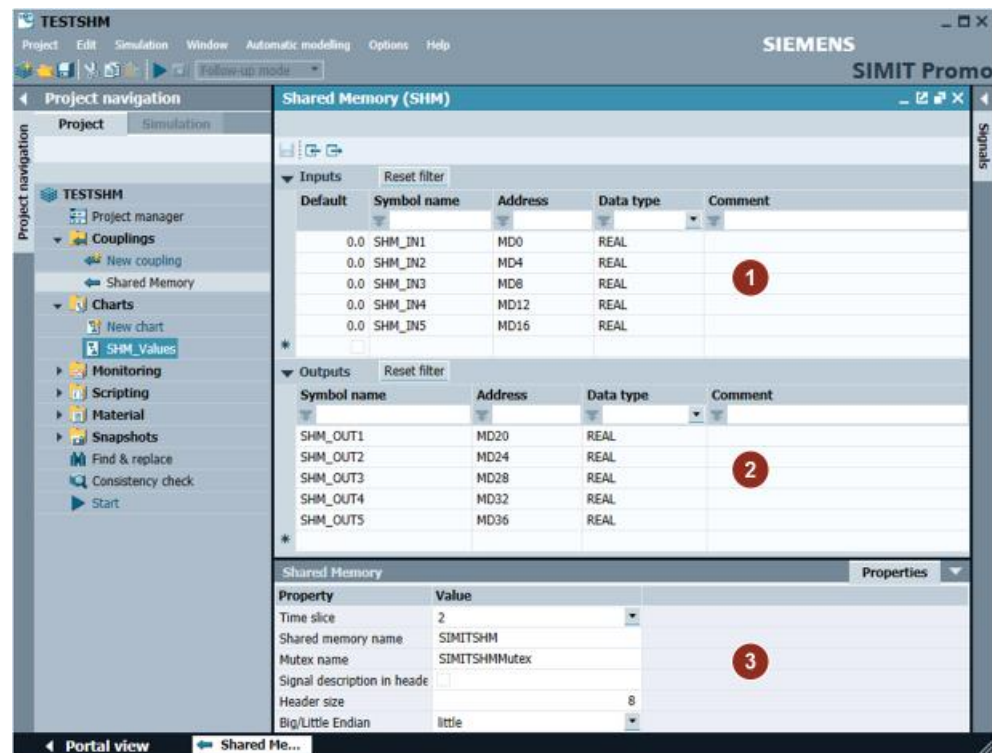 TESTSHM
Project Edit Simulation Window Automatic modelling Options Help
SIEMENS
Follow-up mode
SIMIT Promo
Project navigation
Shared Memory (SHM)
Project navigation
Project Simulation
Signals
Inputs Reset filter
TESTSHM
Default Symbol name Address Data type Comment
Project manager
Couplings
0.0 SHM_IN1 MD0 REAL
New coupling
0.0 SHM_IN2 MD4 REAL
Shared Memory
0.0 SHM_IN3 MD8 REAL
1
Charts
0.0 SHM_IN4 MD12 REAL
New chart
0.0 SHM_IN5 MD16 REAL
SHM_Values
*
Monitoring
Outputs Reset filter
Scripting
Symbol name Address Data type Comment
Material
Snapshots
SHM_OUT1 MD20 REAL
Find & replace
SHM_OUT2 MD24 REAL
Consistency check
SHM_OUT3 MD28 REAL
2
Start
SHM_OUT4 MD32 REAL
SHM_OUT5 MD36 REAL
*
Shared Memory Properties
Property Value
Time slice 2
Shared memory name SIMITSHM
Mutex name SIMITSHMMutex
3
Signal description in heade
Header size 8
Big/Little Endian little
Portal view Shared Me...